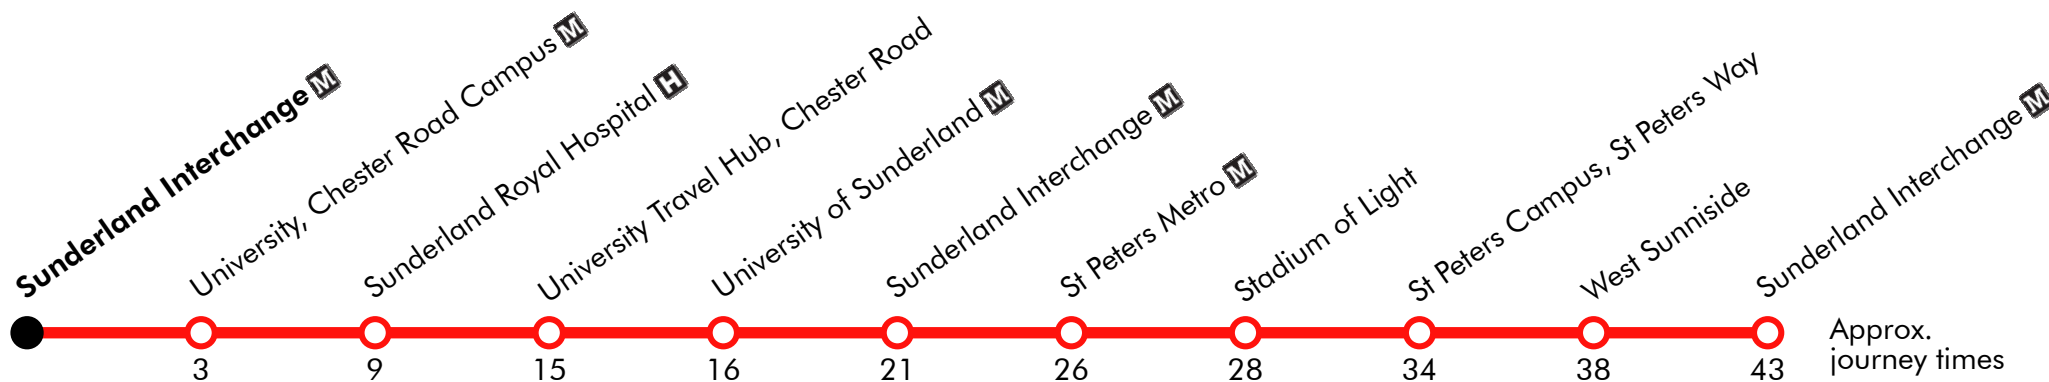 Sunderland Interchange M
University, Chester Road Campus M
Sunderland Royal Hospital H
University Travel Hub, Chester Road
University of Sunderland M
Sunderland Interchange M
St Peters Metro M
Stadium of Light
St Peters Campus, St Peters Way
West Sunniside
Sunderland Interchange M
3 9 15 16 21 26 28 34 38 43
Approx.
journey times